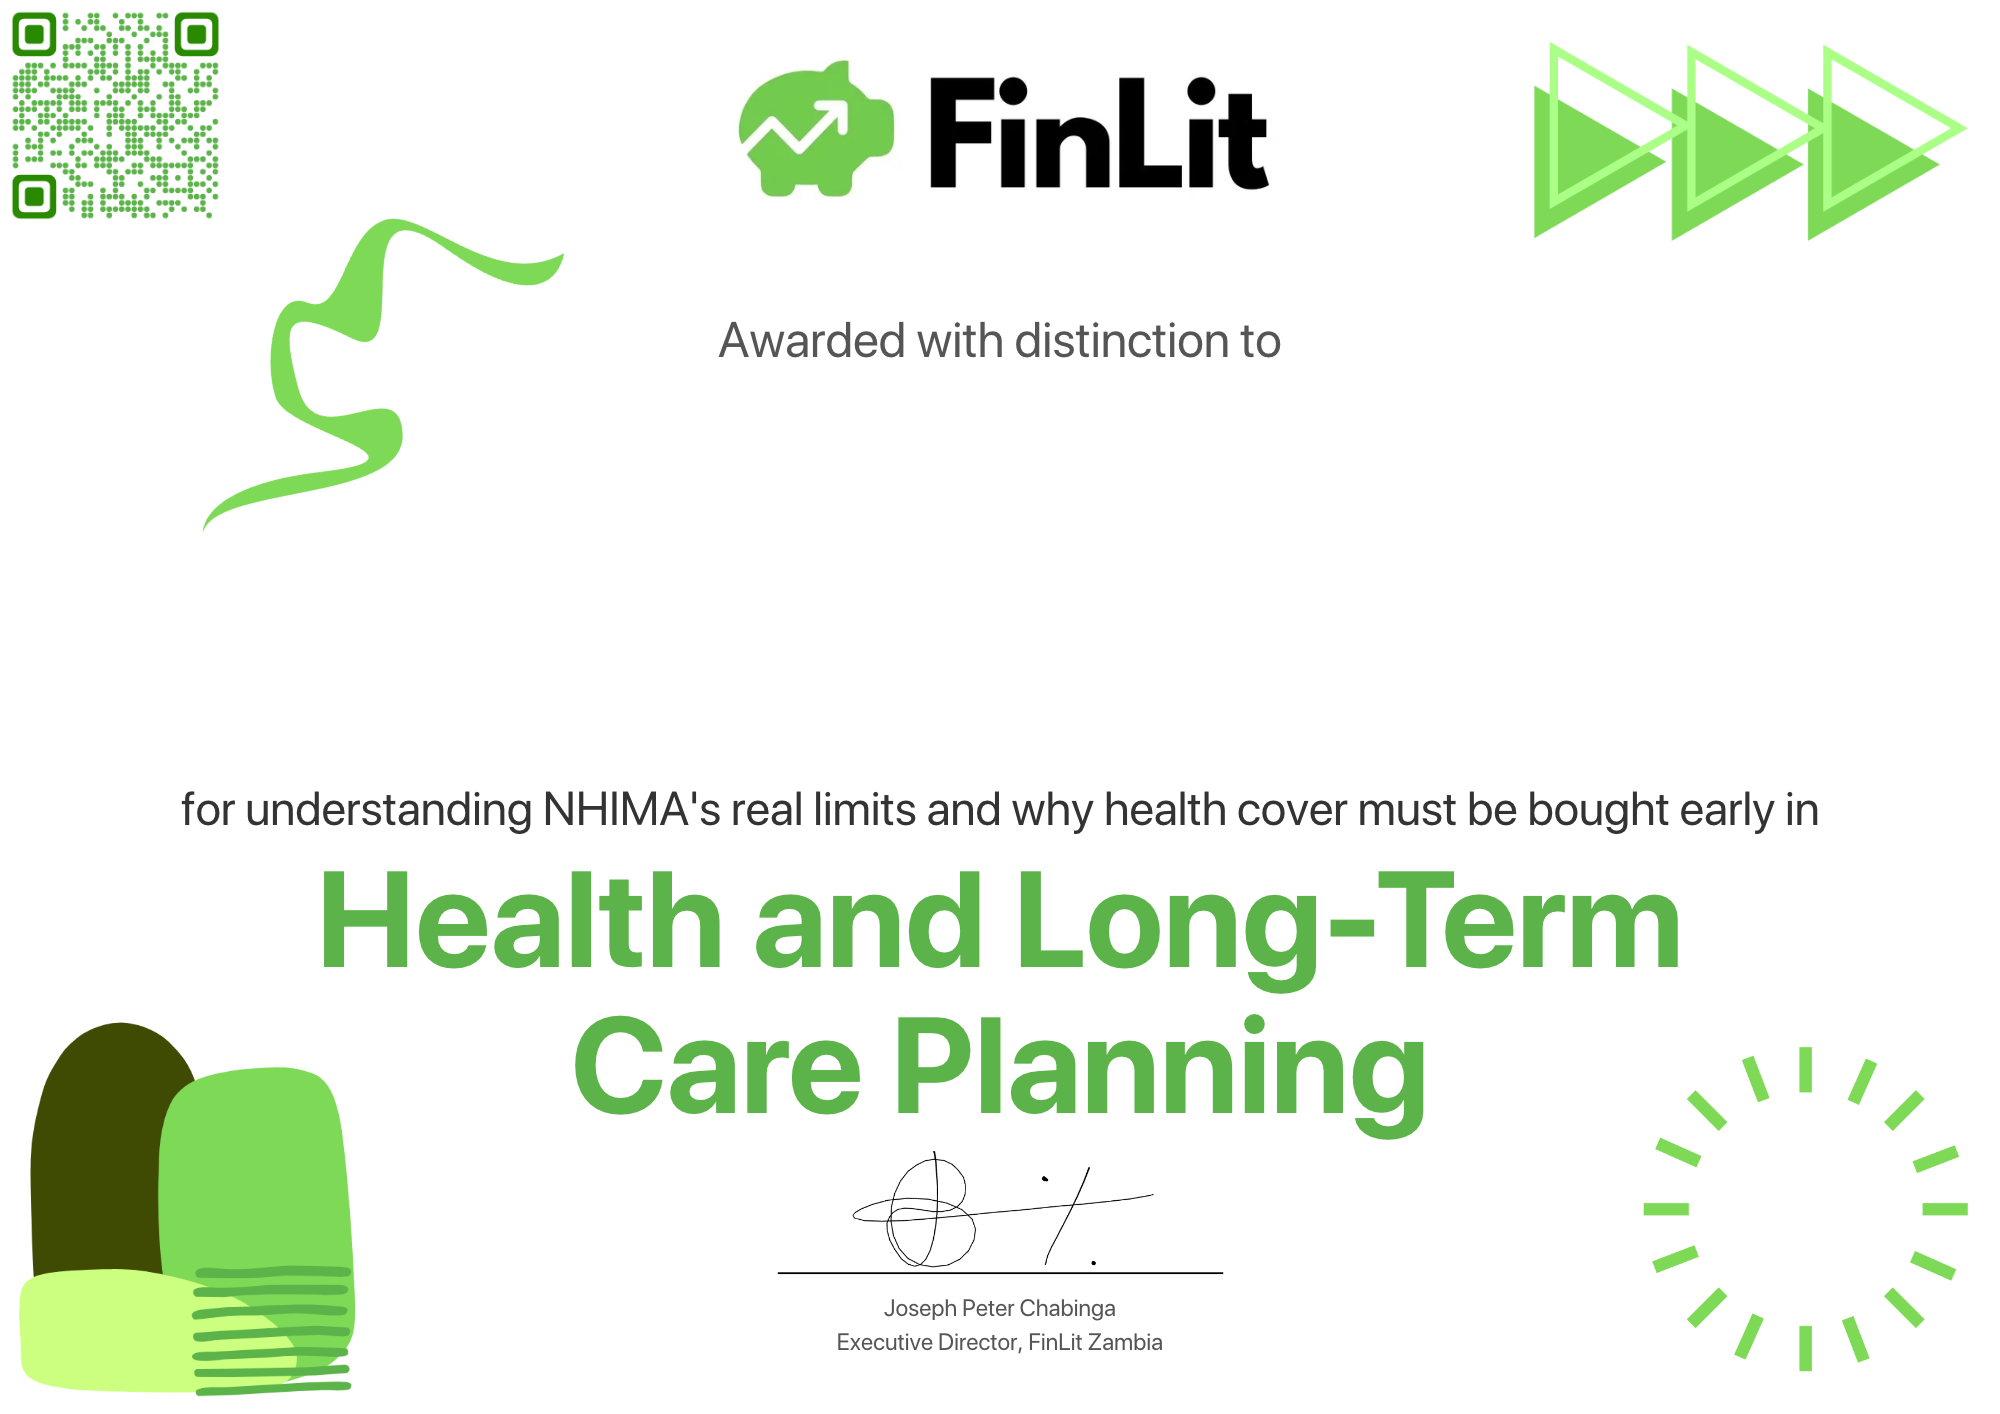 FinLit
Awarded with distinction to
for understanding NHIMA's real limits and why health cover must be bought early in
Health and Long-Term
Care Planning
Joseph Peter Chabinga
Executive Director, FinLit Zambia